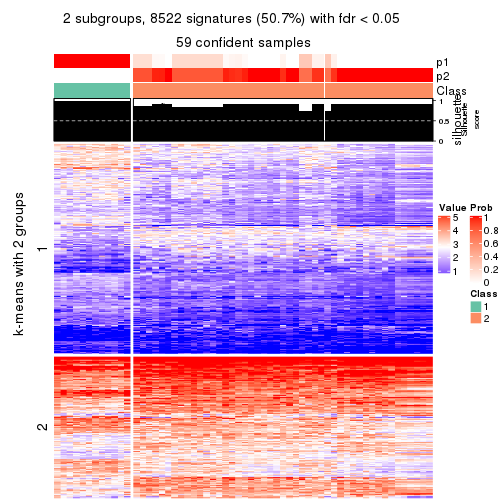 2 subgroups, 8522 signatures (50.7%) with fdr < 0.05
59 confident samples
p1
p2
Class
1
0.5
0
silhouette
Silhouette
score
k-means with 2 groups
1
2
Value
5
4
3
2
1
Prob
1
0.8
0.6
0.4
0.2
0
Class
1
2